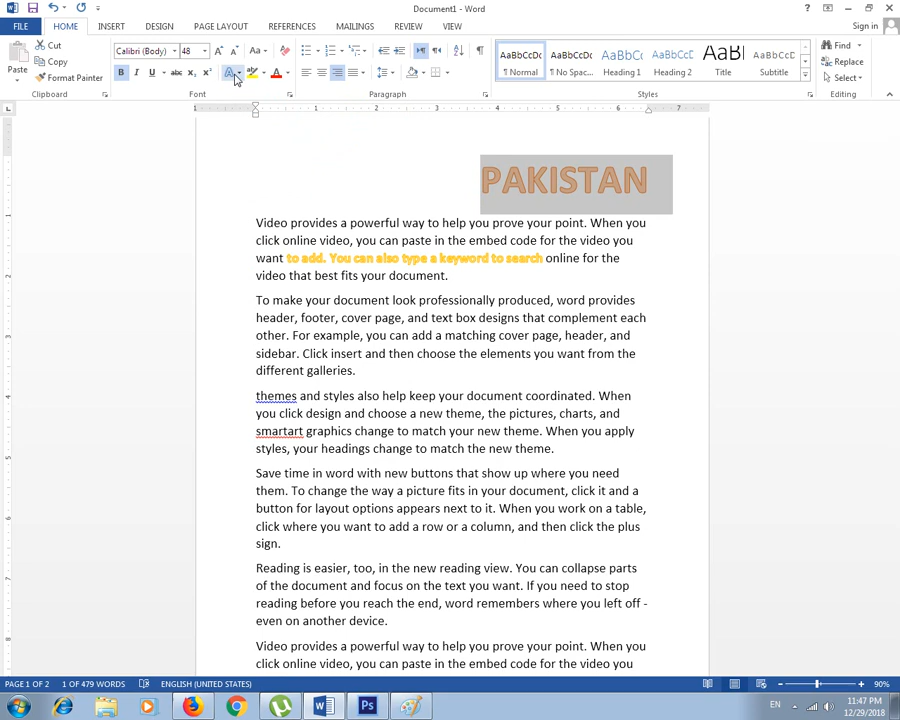 Document1 - Word
Sign in
FILE HOME INSERT DESIGN PAGE LAYOUT REFERENCES MAILINGS REVIEW VIEW
Paste
Cut
Copy
Format Painter
Clipboard
Calibri (Body) 48
Font
Paragraph
AaBbCcDc AaBbCcDc AaBbCc AaBbCcD AaBl AaBbCcD
¶ Normal ¶ No Spac... Heading 1 Heading 2 Title Subtitle
Styles
Find
Replace
Select
Editing
PAKISTAN
Video provides a powerful way to help you prove your point. When you
click online video, you can paste in the embed code for the video you
want to add. You can also type a keyword to search online for the
video that best fits your document.
To make your document look professionally produced, word provides
header, footer, cover page, and text box designs that complement each
other. For example, you can add a matching cover page, header, and
sidebar. Click insert and then choose the elements you want from the
different galleries.
themes and styles also help keep your document coordinated. When
you click design and choose a new theme, the pictures, charts, and
smartart graphics change to match your new theme. When you apply
styles, your headings change to match the new theme.
Save time in word with new buttons that show up where you need
them. To change the way a picture fits in your document, click it and a
button for layout options appears next to it. When you work on a table,
click where you want to add a row or a column, and then click the plus
sign.
Reading is easier, too, in the new reading view. You can collapse parts
of the document and focus on the text you want. If you need to stop
reading before you reach the end, word remembers where you left off -
even on another device.
Video provides a powerful way to help you prove your point. When you
click online video, you can paste in the embed code for the video you
PAGE 1 OF 2 1 OF 479 WORDS ENGLISH (UNITED STATES) 90%
EN
11:47 PM
12/29/2018